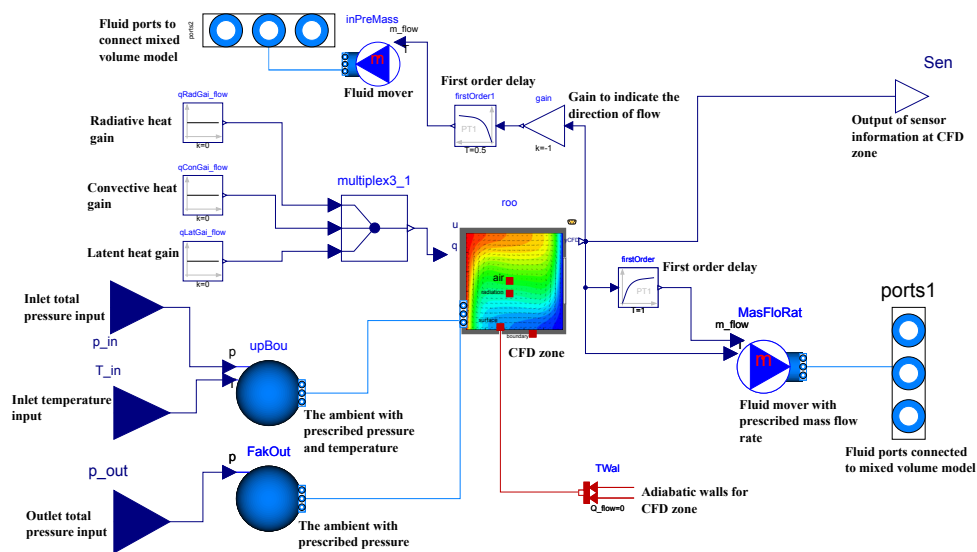 Fluid ports to
connect mixed
volume model
ports2
inPreMass
m_flow
T
m
Fluid mover
First order delay
firstOrder1
PT1
T=0.5
gain
k=-1
Gain to indicate the
direction of flow
Sen
Output of sensor
information at CFD
zone
qRadGai_flow
k=0
Radiative heat
gain
qConGai_flow
k=0
Convective heat
gain
qLatGai_flow
k=0
Latent heat gain
multiplex3_1
roo
u
q
CFD
air
radiation
surface
boundary
CFD zone
firstOrder
PT1
T=1
First order delay
ports1
MasFloRat
m_flow
T
m
Fluid mover with
prescribed mass flow
rate
Fluid ports connected
to mixed volume model
Inlet total
pressure input
p_in
T_in
Inlet temperature
input
upBou
p
T
The ambient with
prescribed pressure
and temperature
FakOut
p
p_out
Outlet total
pressure input
The ambient with
prescribed pressure
TWal
Q_flow=0
Adiabatic walls for
CFD zone